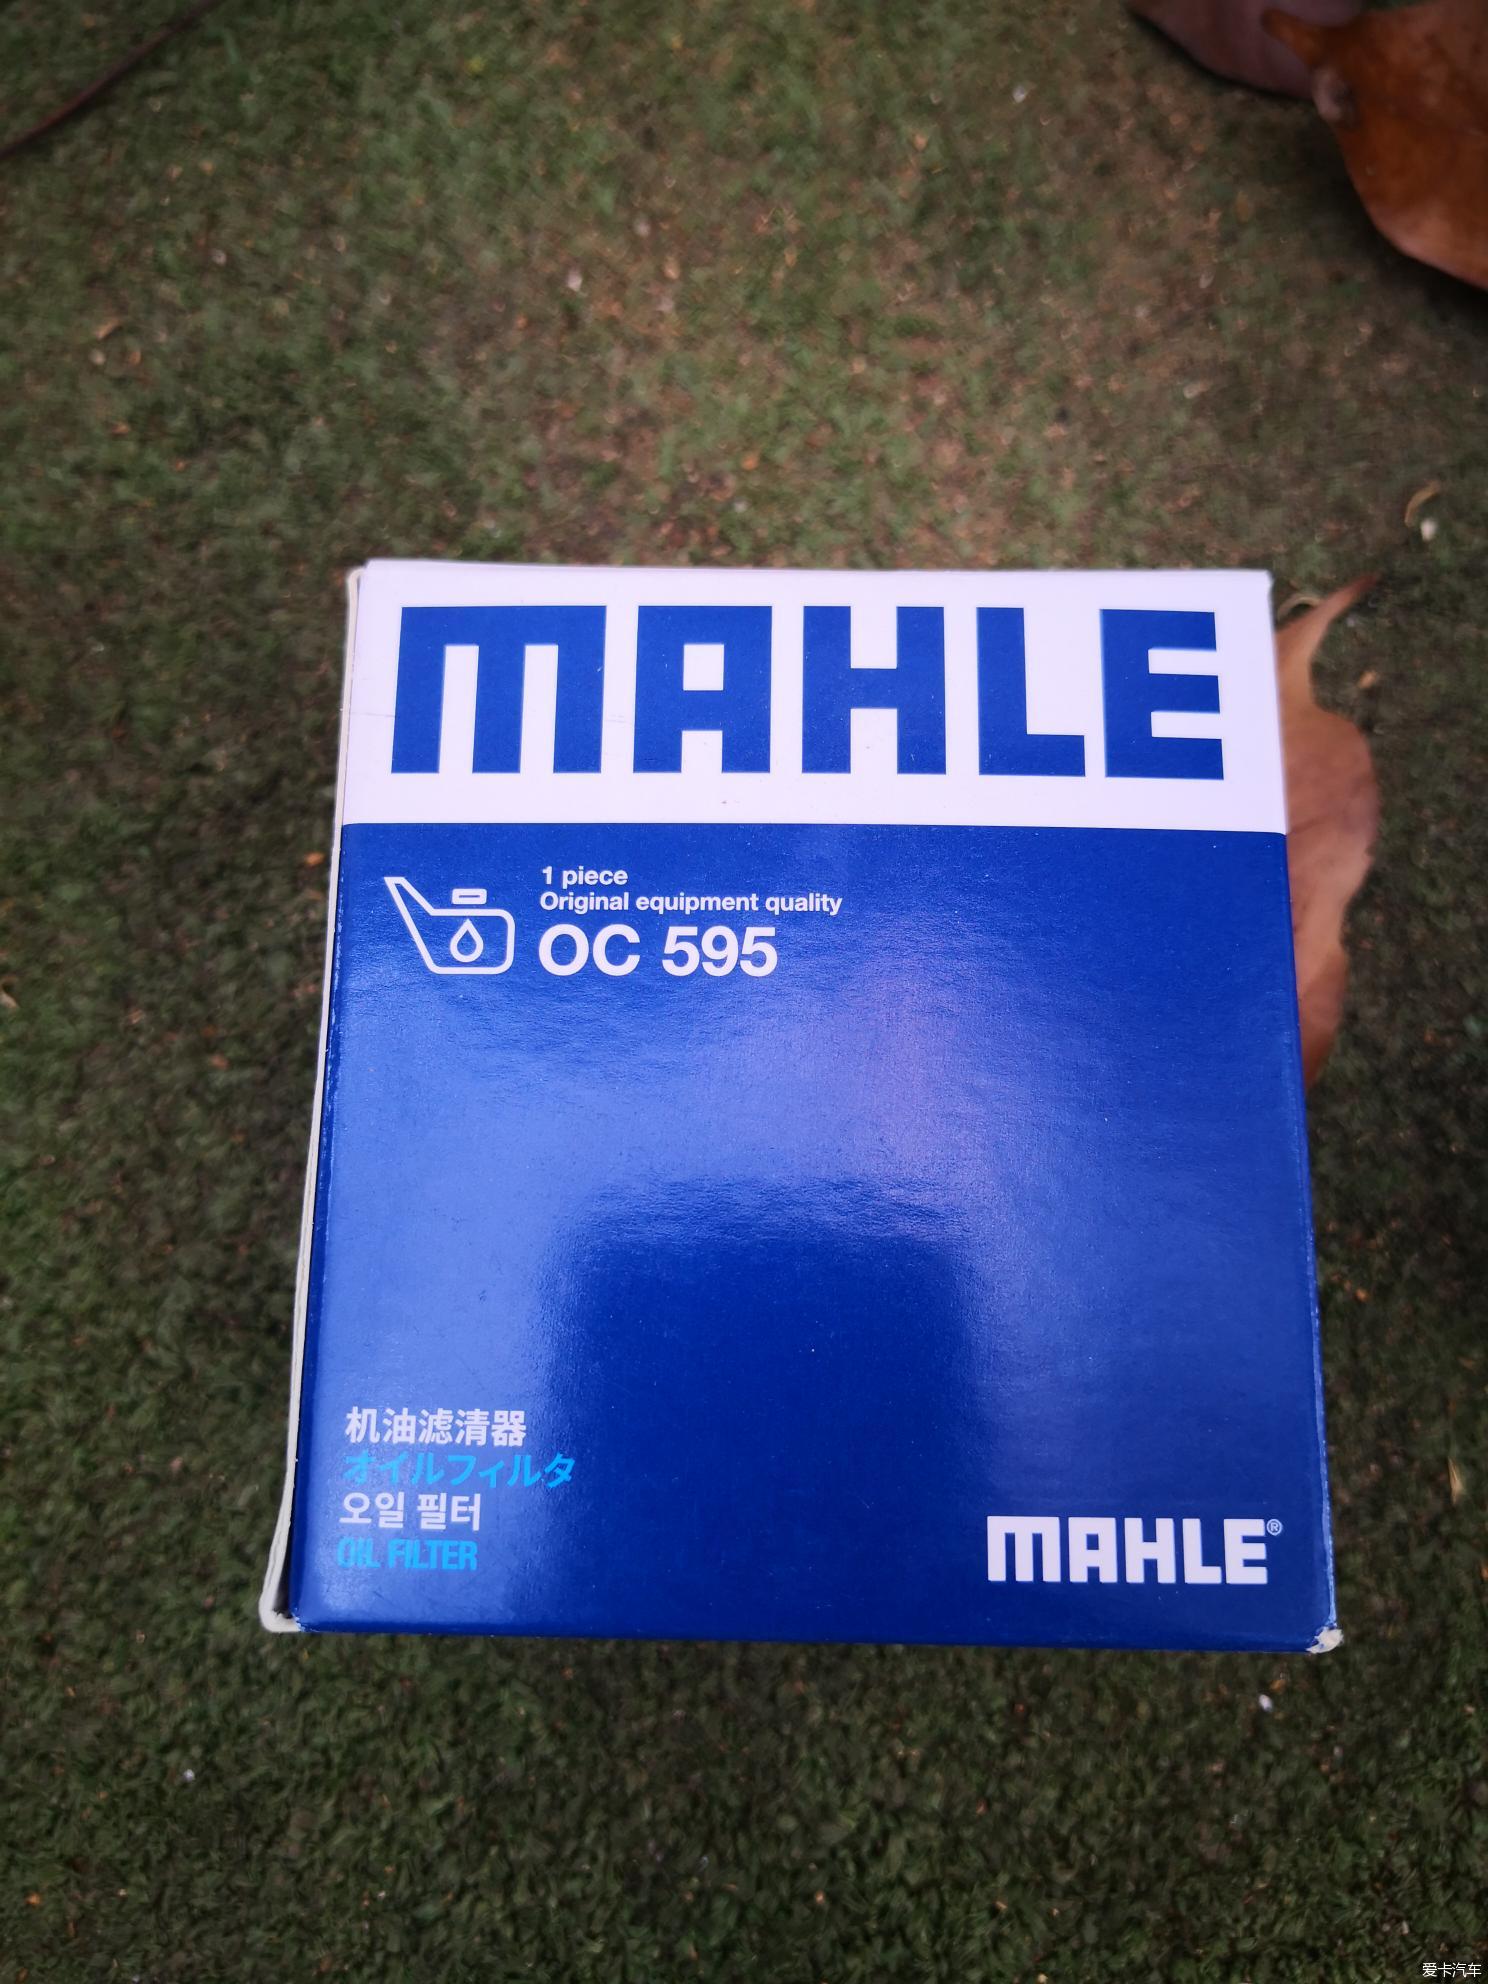 MAHLE
1 piece
Original equipment quality
OC 595
机油滤清器
オイルフィルタ
오일 필터
OIL FILTER
MAHLE®
爱卡汽车